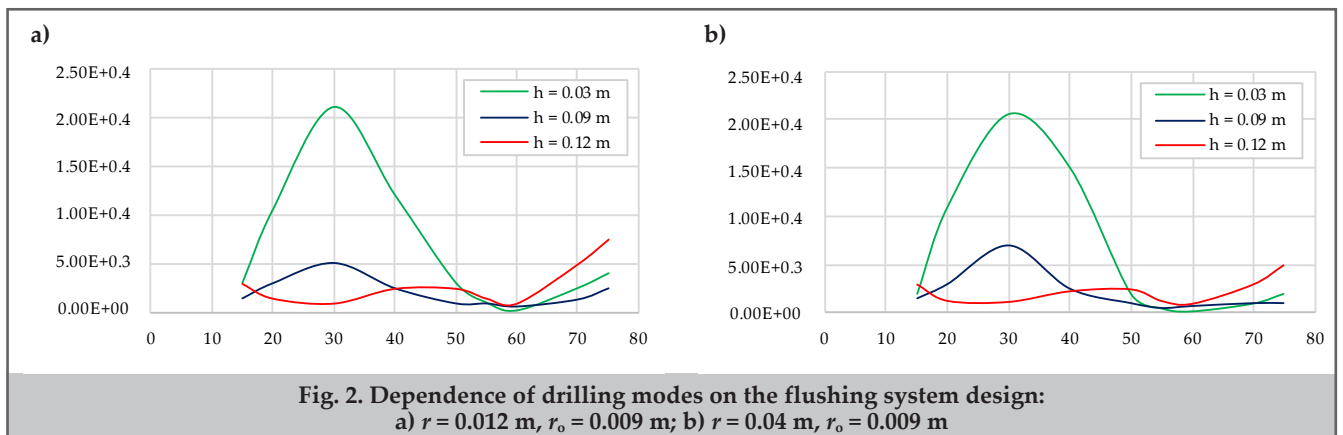 a)
2.50E+0.4
2.00E+0.4
1.50E+0.4
1.00E+0.4
5.00E+0.3
0.00E+00
0 10 20 30 40 50 60 70 80
h = 0.03 m
h = 0.09 m
h = 0.12 m
b)
2.50E+0.4
2.00E+0.4
1.50E+0.4
1.00E+0.4
5.00E+0.3
0.00E+00
0 10 20 30 40 50 60 70 80
h = 0.03 m
h = 0.09 m
h = 0.12 m
Fig. 2. Dependence of drilling modes on the flushing system design:
a) r = 0.012 m, rₒ = 0.009 m; b) r = 0.04 m, rₒ = 0.009 m